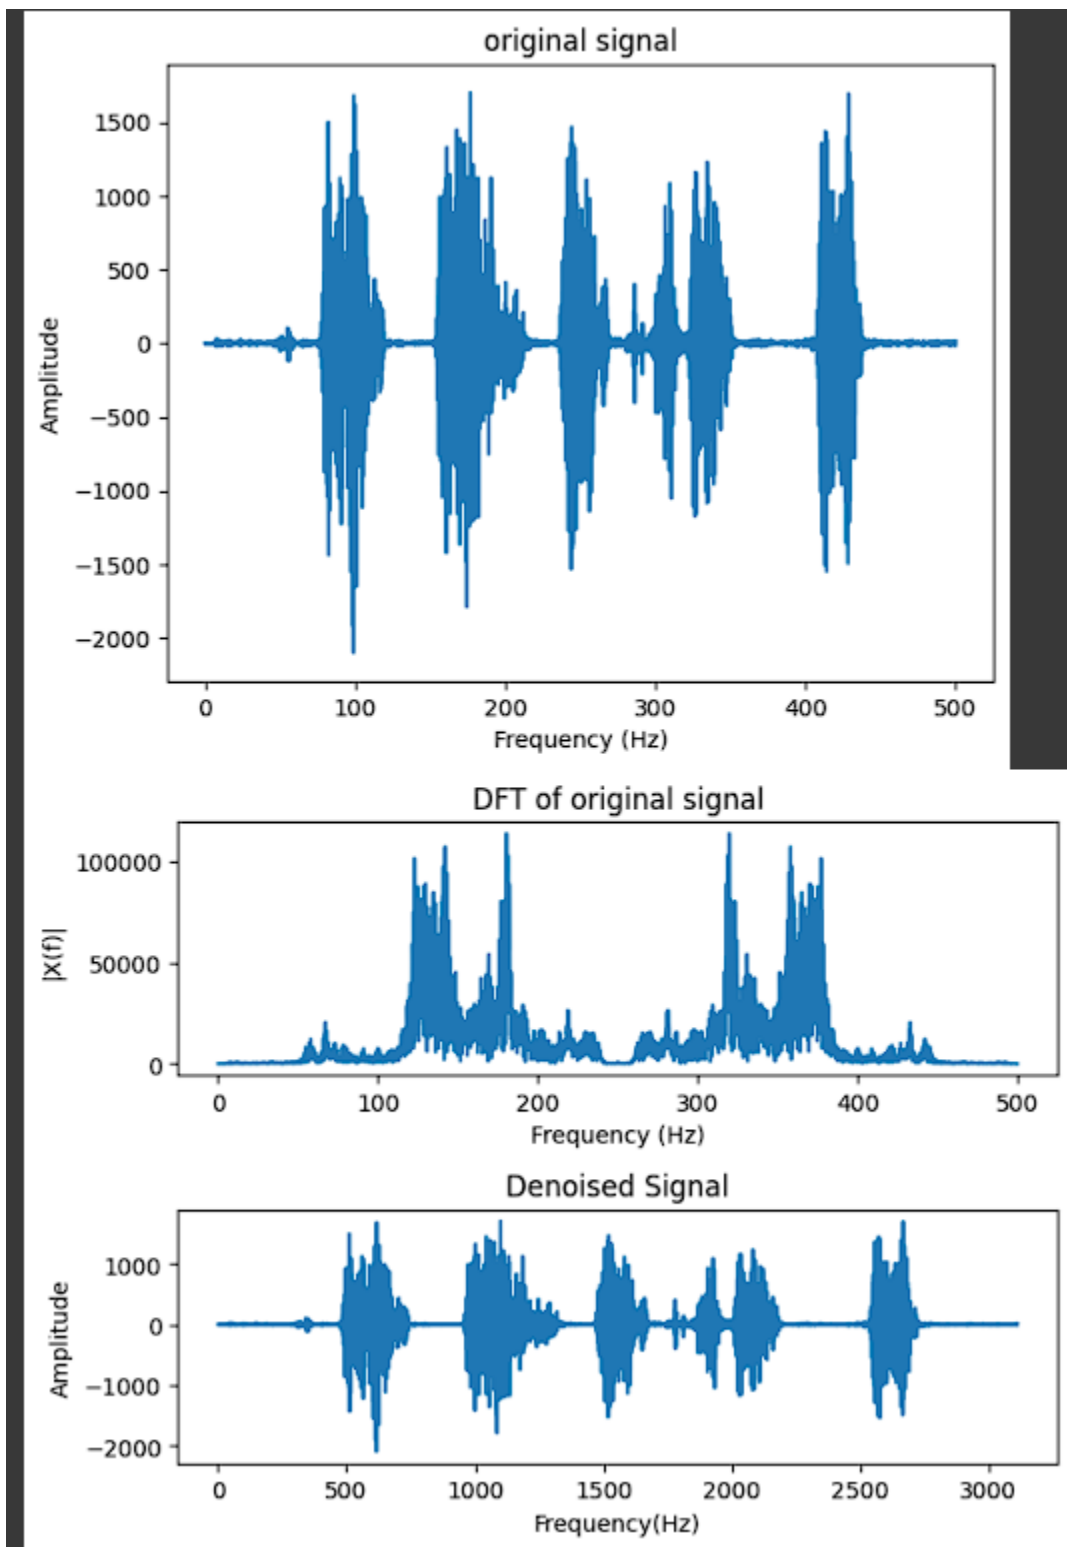 original signal
1500
1000
500
0
−500
−1000
−1500
−2000
Amplitude
0 100 200 300 400 500
Frequency (Hz)
DFT of original signal
100000
50000
0
|X(f)|
0 100 200 300 400 500
Frequency (Hz)
Denoised Signal
1000
0
−1000
−2000
Amplitude
0 500 1000 1500 2000 2500 3000
Frequency(Hz)